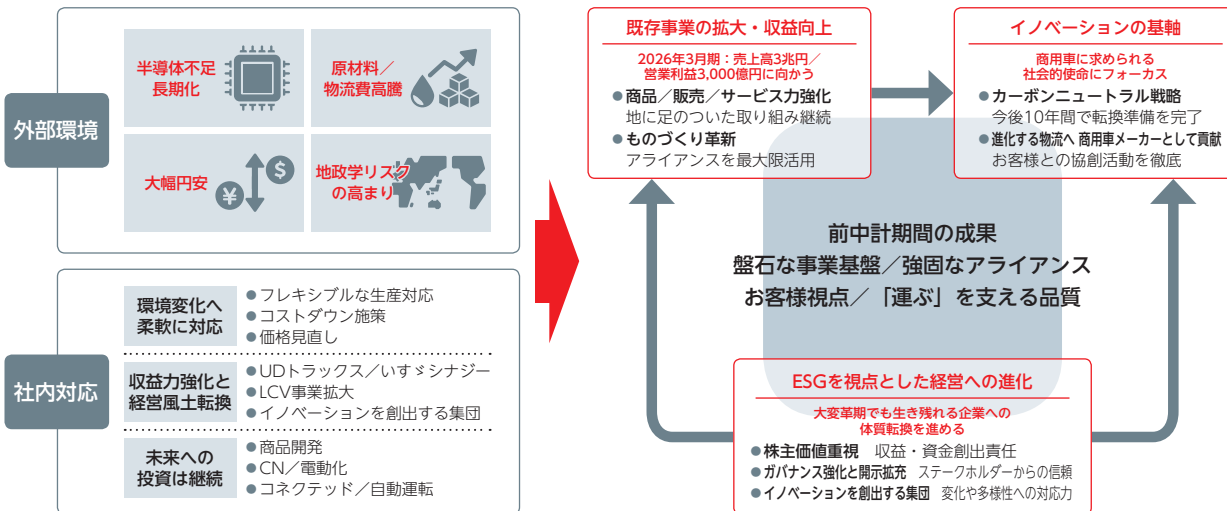 外部環境
半導体不足
長期化
原材料／
物流費高騰
大幅円安
¥
$
地政学リスク
の高まり
社内対応
環境変化へ
柔軟に対応
●フレキシブルな生産対応
●コストダウン施策
●価格見直し
収益力強化と
経営風土転換
●UDトラックス／いすゞシナジー
●LCV事業拡大
●イノベーションを創出する集団
未来への
投資は継続
●商品開発
●CN／電動化
●コネクテッド／自動運転
既存事業の拡大・収益向上
2026年3月期：売上高3兆円／
営業利益3,000億円に向かう
●商品／販売／サービス力強化
地に足のついた取り組み継続
●ものづくり革新
アライアンスを最大限活用
イノベーションの基軸
商用車に求められる
社会的使命にフォーカス
●カーボンニュートラル戦略
今後10年間で転換準備を完了
●進化する物流へ 商用車メーカーとして貢献
お客様との協創活動を徹底
前中計期間の成果
盤石な事業基盤／強固なアライアンス
お客様視点／「運ぶ」を支える品質
ESGを視点とした経営への進化
大変革期でも生き残れる企業への
体質転換を進める
●株主価値重視 収益・資金創出責任
●ガバナンス強化と開示拡充 ステークホルダーからの信頼
●イノベーションを創出する集団 変化や多様性への対応力